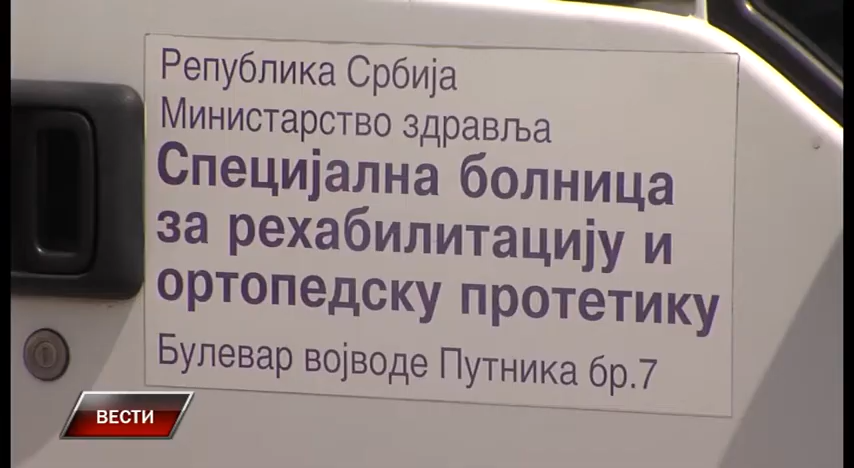 Република Србија
Министарство здравља
Специјална болница
за рехабилитацију и
ортопедску протетику
Булевар војводе Путника бр.7
ВЕСТИ